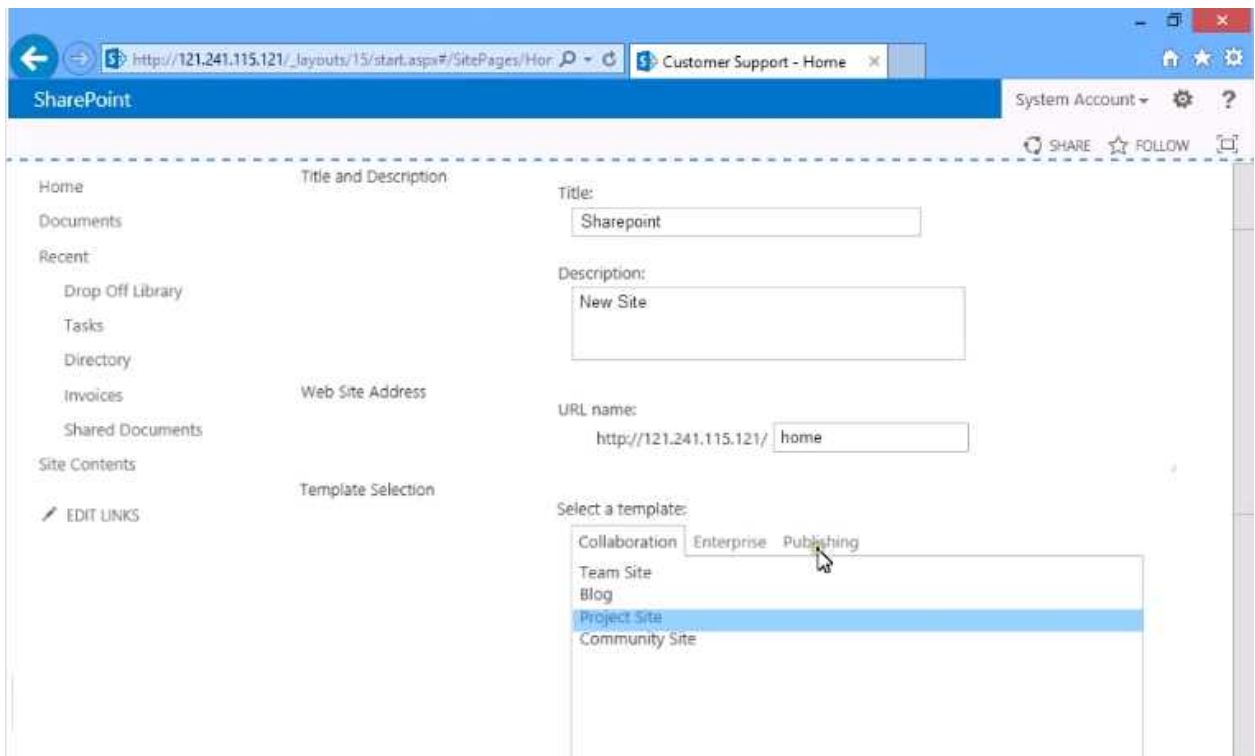 http://121.241.115.121/_layouts/15/start.aspx#/SitePages/Hor
Customer Support - Home
SharePoint
System Account
?
SHARE
FOLLOW
Home
Documents
Recent
Drop Off Library
Tasks
Directory
Invoices
Shared Documents
Site Contents
EDIT LINKS
Title and Description
Title:
Sharepoint
Description:
New Site
Web Site Address
URL name:
http://121.241.115.121/ home
Template Selection
Select a template:
Collaboration Enterprise Publishing
Team Site
Blog
Project Site
Community Site